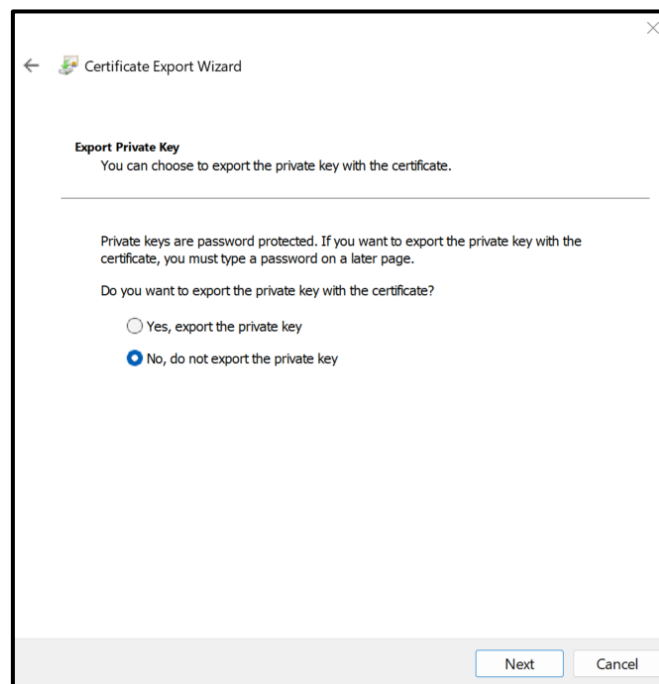 Certificate Export Wizard
Export Private Key
You can choose to export the private key with the certificate.
Private keys are password protected. If you want to export the private key with the
certificate, you must type a password on a later page.
Do you want to export the private key with the certificate?
Yes, export the private key
No, do not export the private key
Next
Cancel